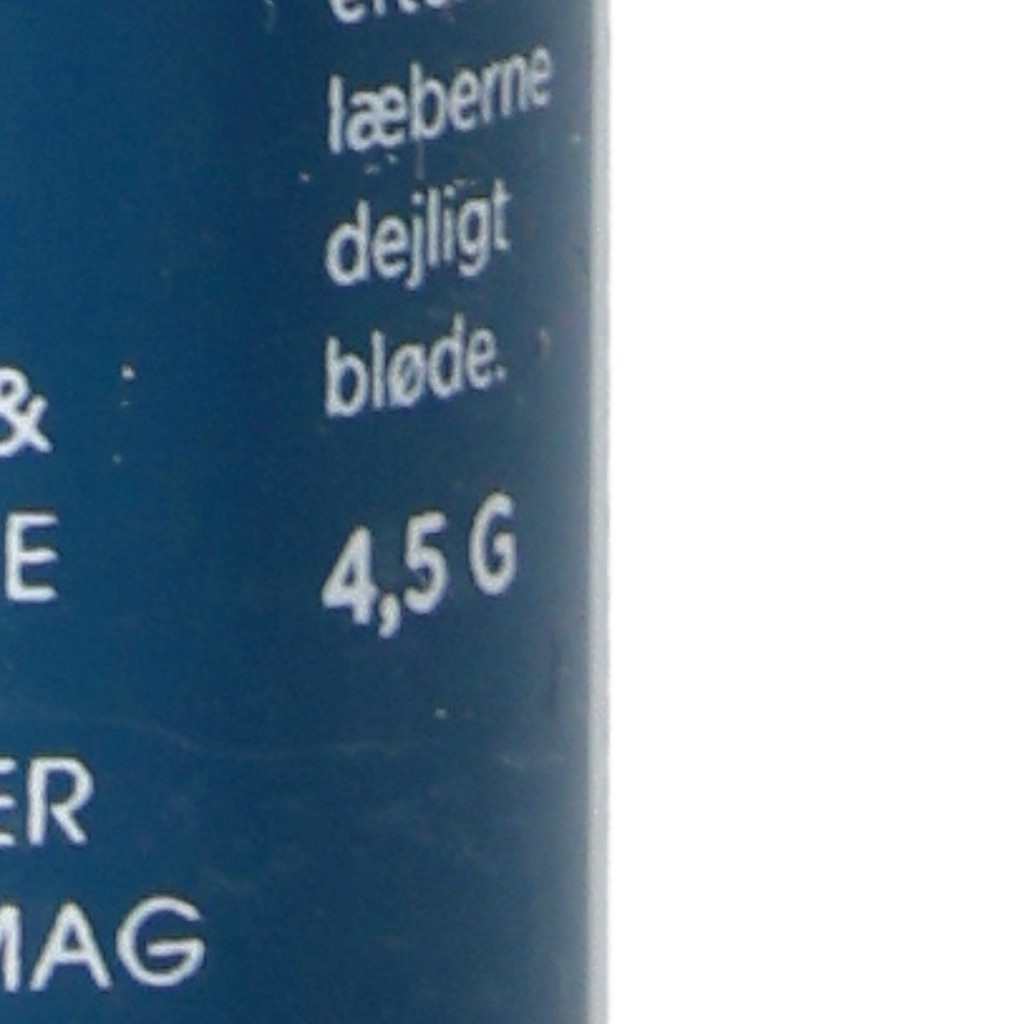 læberne
dejligt
bløde.
4,5 G
&
E
ER
MAG